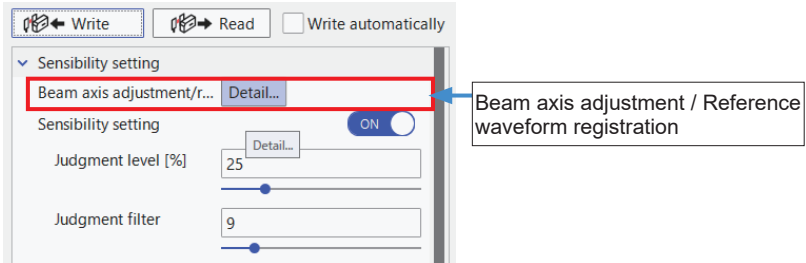 Write
Read
Write automatically
Sensibility setting
Beam axis adjustment/r... Detail...
Beam axis adjustment / Reference
waveform registration
Sensibility setting ON
Detail...
Judgment level [%] 25
Judgment filter 9